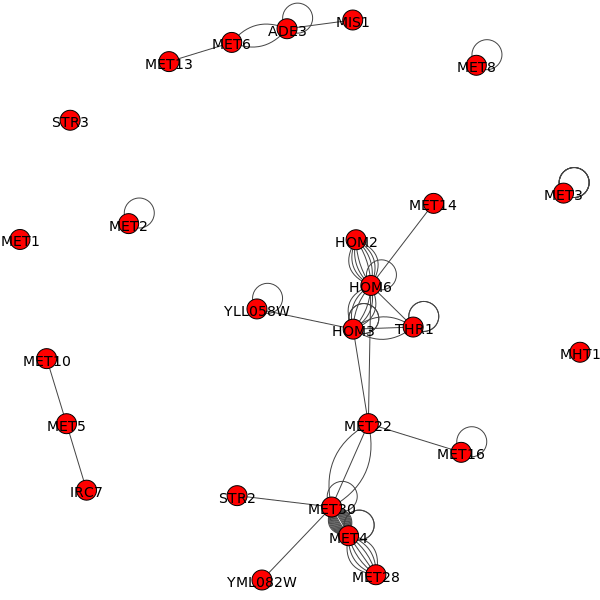 MIS1
ADE3
MET6
MET13
MET8
STR3
MET3
MET14
MET2
MET1
HOM2
HOM6
YLL058W
HOM3
THR1
MHT1
MET10
MET5
MET22
MET16
IRC7
STR2
MET30
MET4
MET28
YML082W